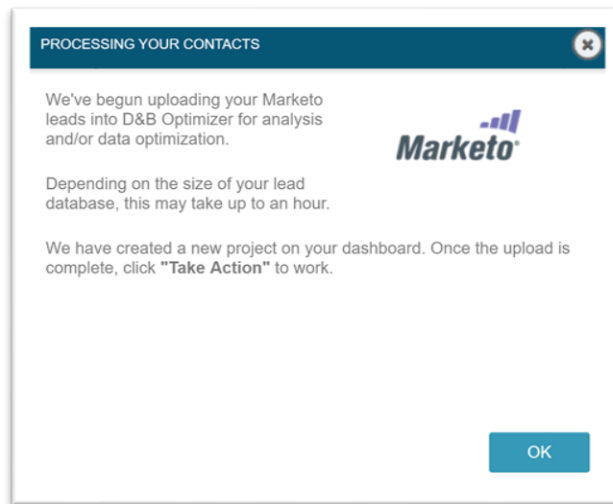 PROCESSING YOUR CONTACTS
We've begun uploading your Marketo
leads into D&B Optimizer for analysis
and/or data optimization.
Marketo
Depending on the size of your lead
database, this may take up to an hour.
We have created a new project on your dashboard. Once the upload is
complete, click "Take Action" to work.
OK